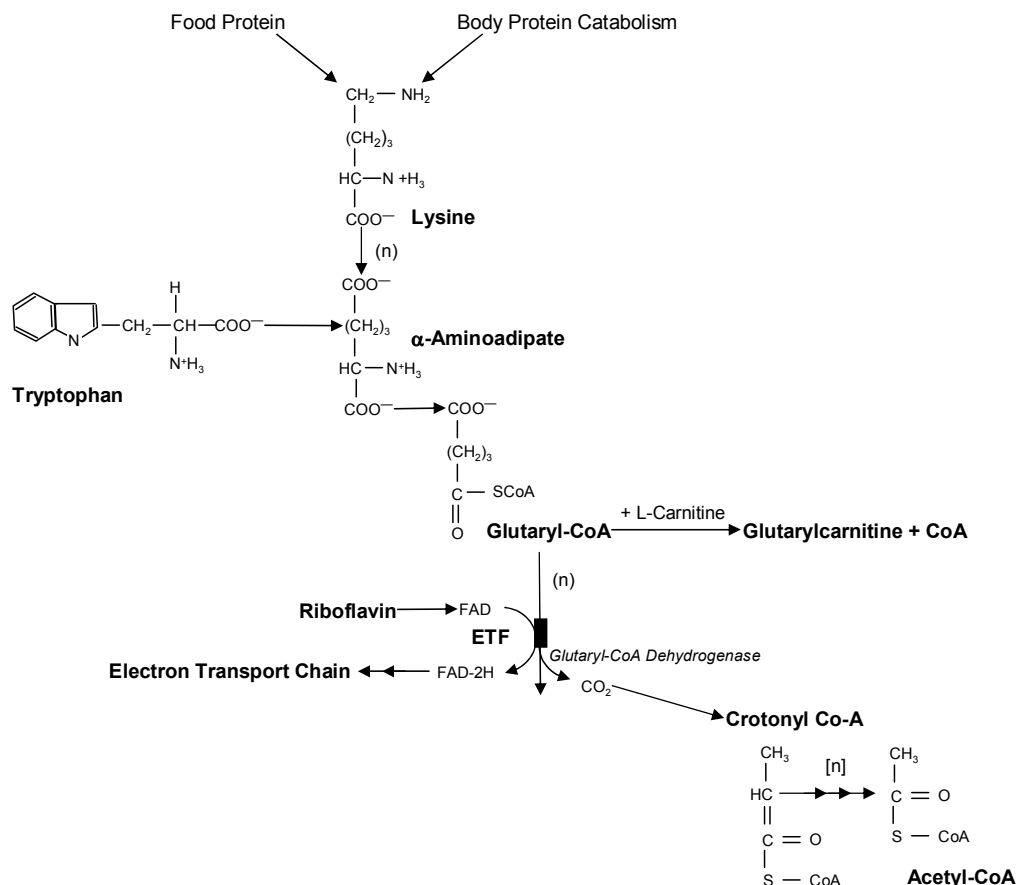 Food Protein
Body Protein Catabolism
CH₂— NH₂
(CH₂)₃
HC—N +H₃
COO— Lysine
(n)
COO—
H
CH₂—CH—COO—
(CH₂)₃
N
α-Aminoadipate
N+H₃
HC—N+H₃
Tryptophan
COO—
COO—
(CH₂)₃
C — SCoA
O
+ L-Carnitine
Glutaryl-CoA
Glutarylcarnitine + CoA
(n)
Riboflavin
FAD
ETF
Glutaryl-CoA Dehydrogenase
Electron Transport Chain
FAD-2H
CO₂
Crotonyl Co-A
CH₃
[n]
CH₃
HC
C = O
C = O
S — CoA
S — CoA
Acetyl-CoA